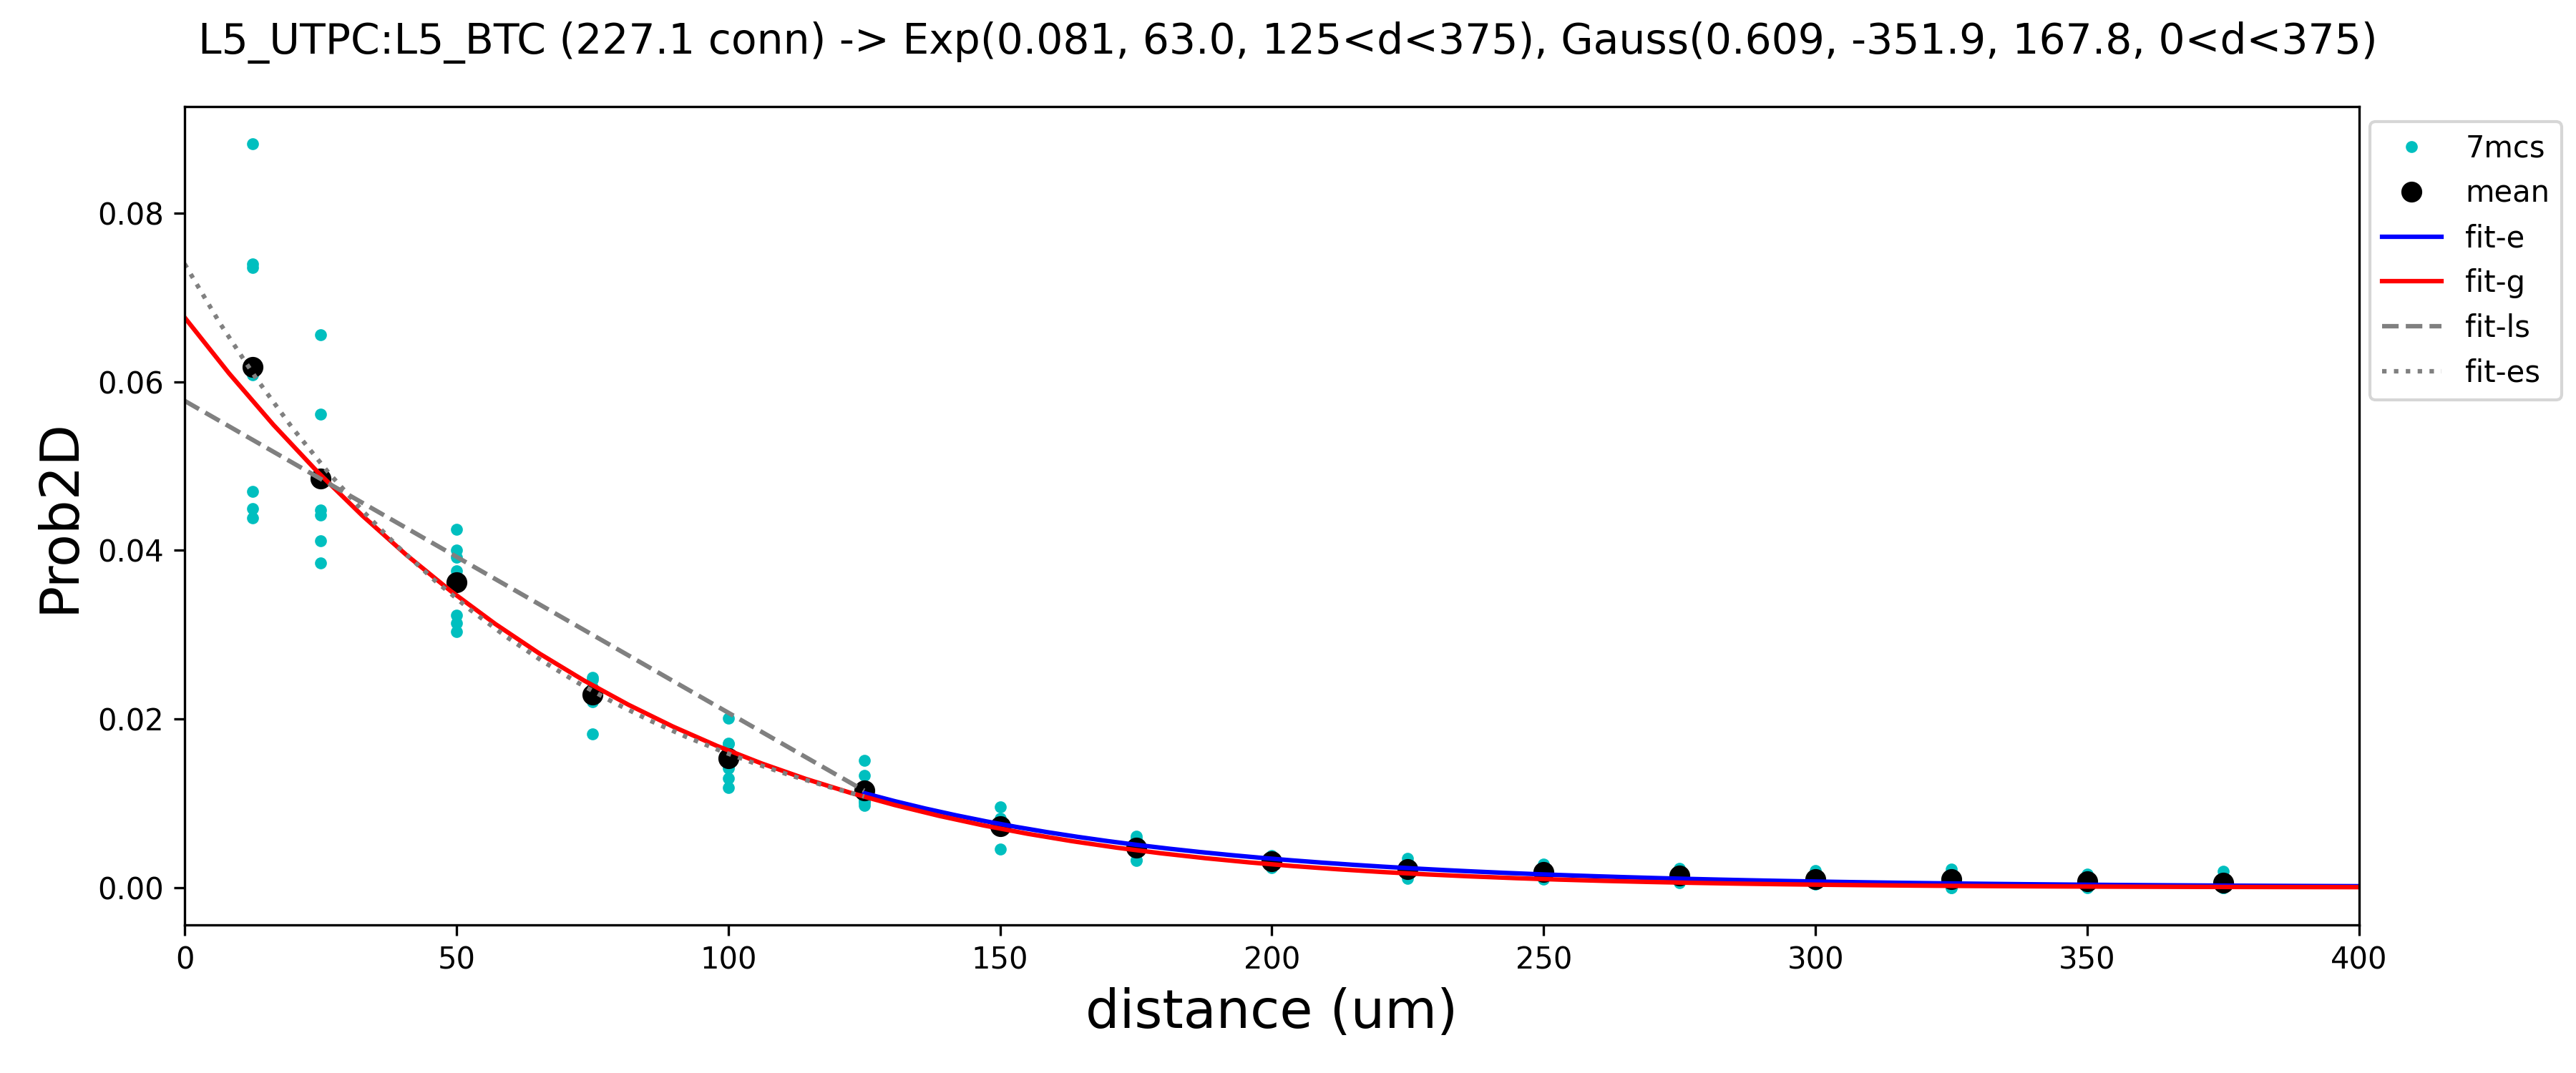 L5_UTPC:L5_BTC (227.1 conn) -> Exp(0.081, 63.0, 125<d<375), Gauss(0.609, -351.9, 167.8, 0<d<375)
7mcs
mean
fit-e
fit-g
fit-ls
fit-es
Prob2D
0.08
0.06
0.04
0.02
0.00
0 50 100 150 200 250 300 350 400
distance (um)